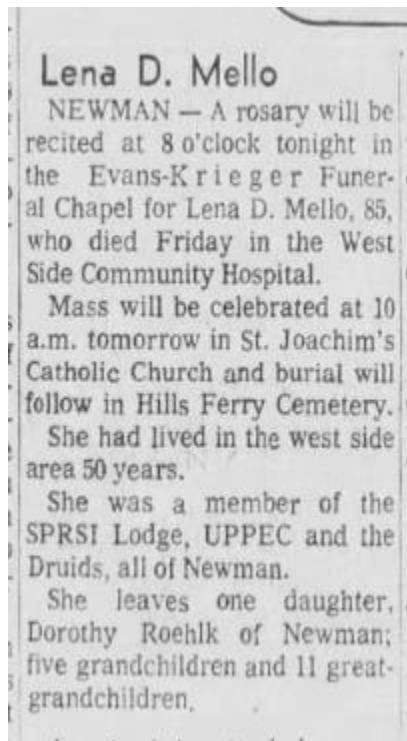 Lena D. Mello
NEWMAN — A rosary will be
recited at 8 o'clock tonight in
the Evans-Krieger Funer-
al Chapel for Lena D. Mello, 85,
who died Friday in the West
Side Community Hospital.
Mass will be celebrated at 10
a.m. tomorrow in St. Joachim's
Catholic Church and burial will
follow in Hills Ferry Cemetery.
She had lived in the west side
area 50 years.
She was a member of the
SPRSI Lodge, UPPEC and the
Druids, all of Newman.
She leaves one daughter,
Dorothy Roehlk of Newman;
five grandchildren and 11 great-
grandchildren.